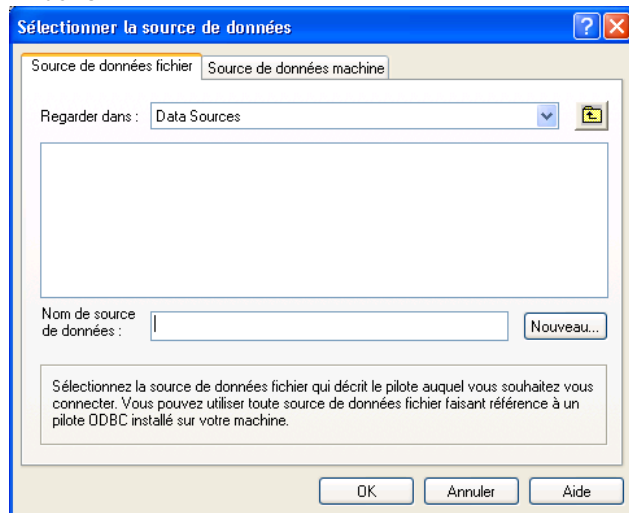 Sélectionner la source de données
Source de données fichier
Source de données machine
Regarder dans :
Data Sources
Nom de source
de données :
Nouveau...
Sélectionnez la source de données fichier qui décrit le pilote auquel vous souhaitez vous
connecter. Vous pouvez utiliser toute source de données fichier faisant référence à un
pilote ODBC installé sur votre machine.
OK
Annuler
Aide